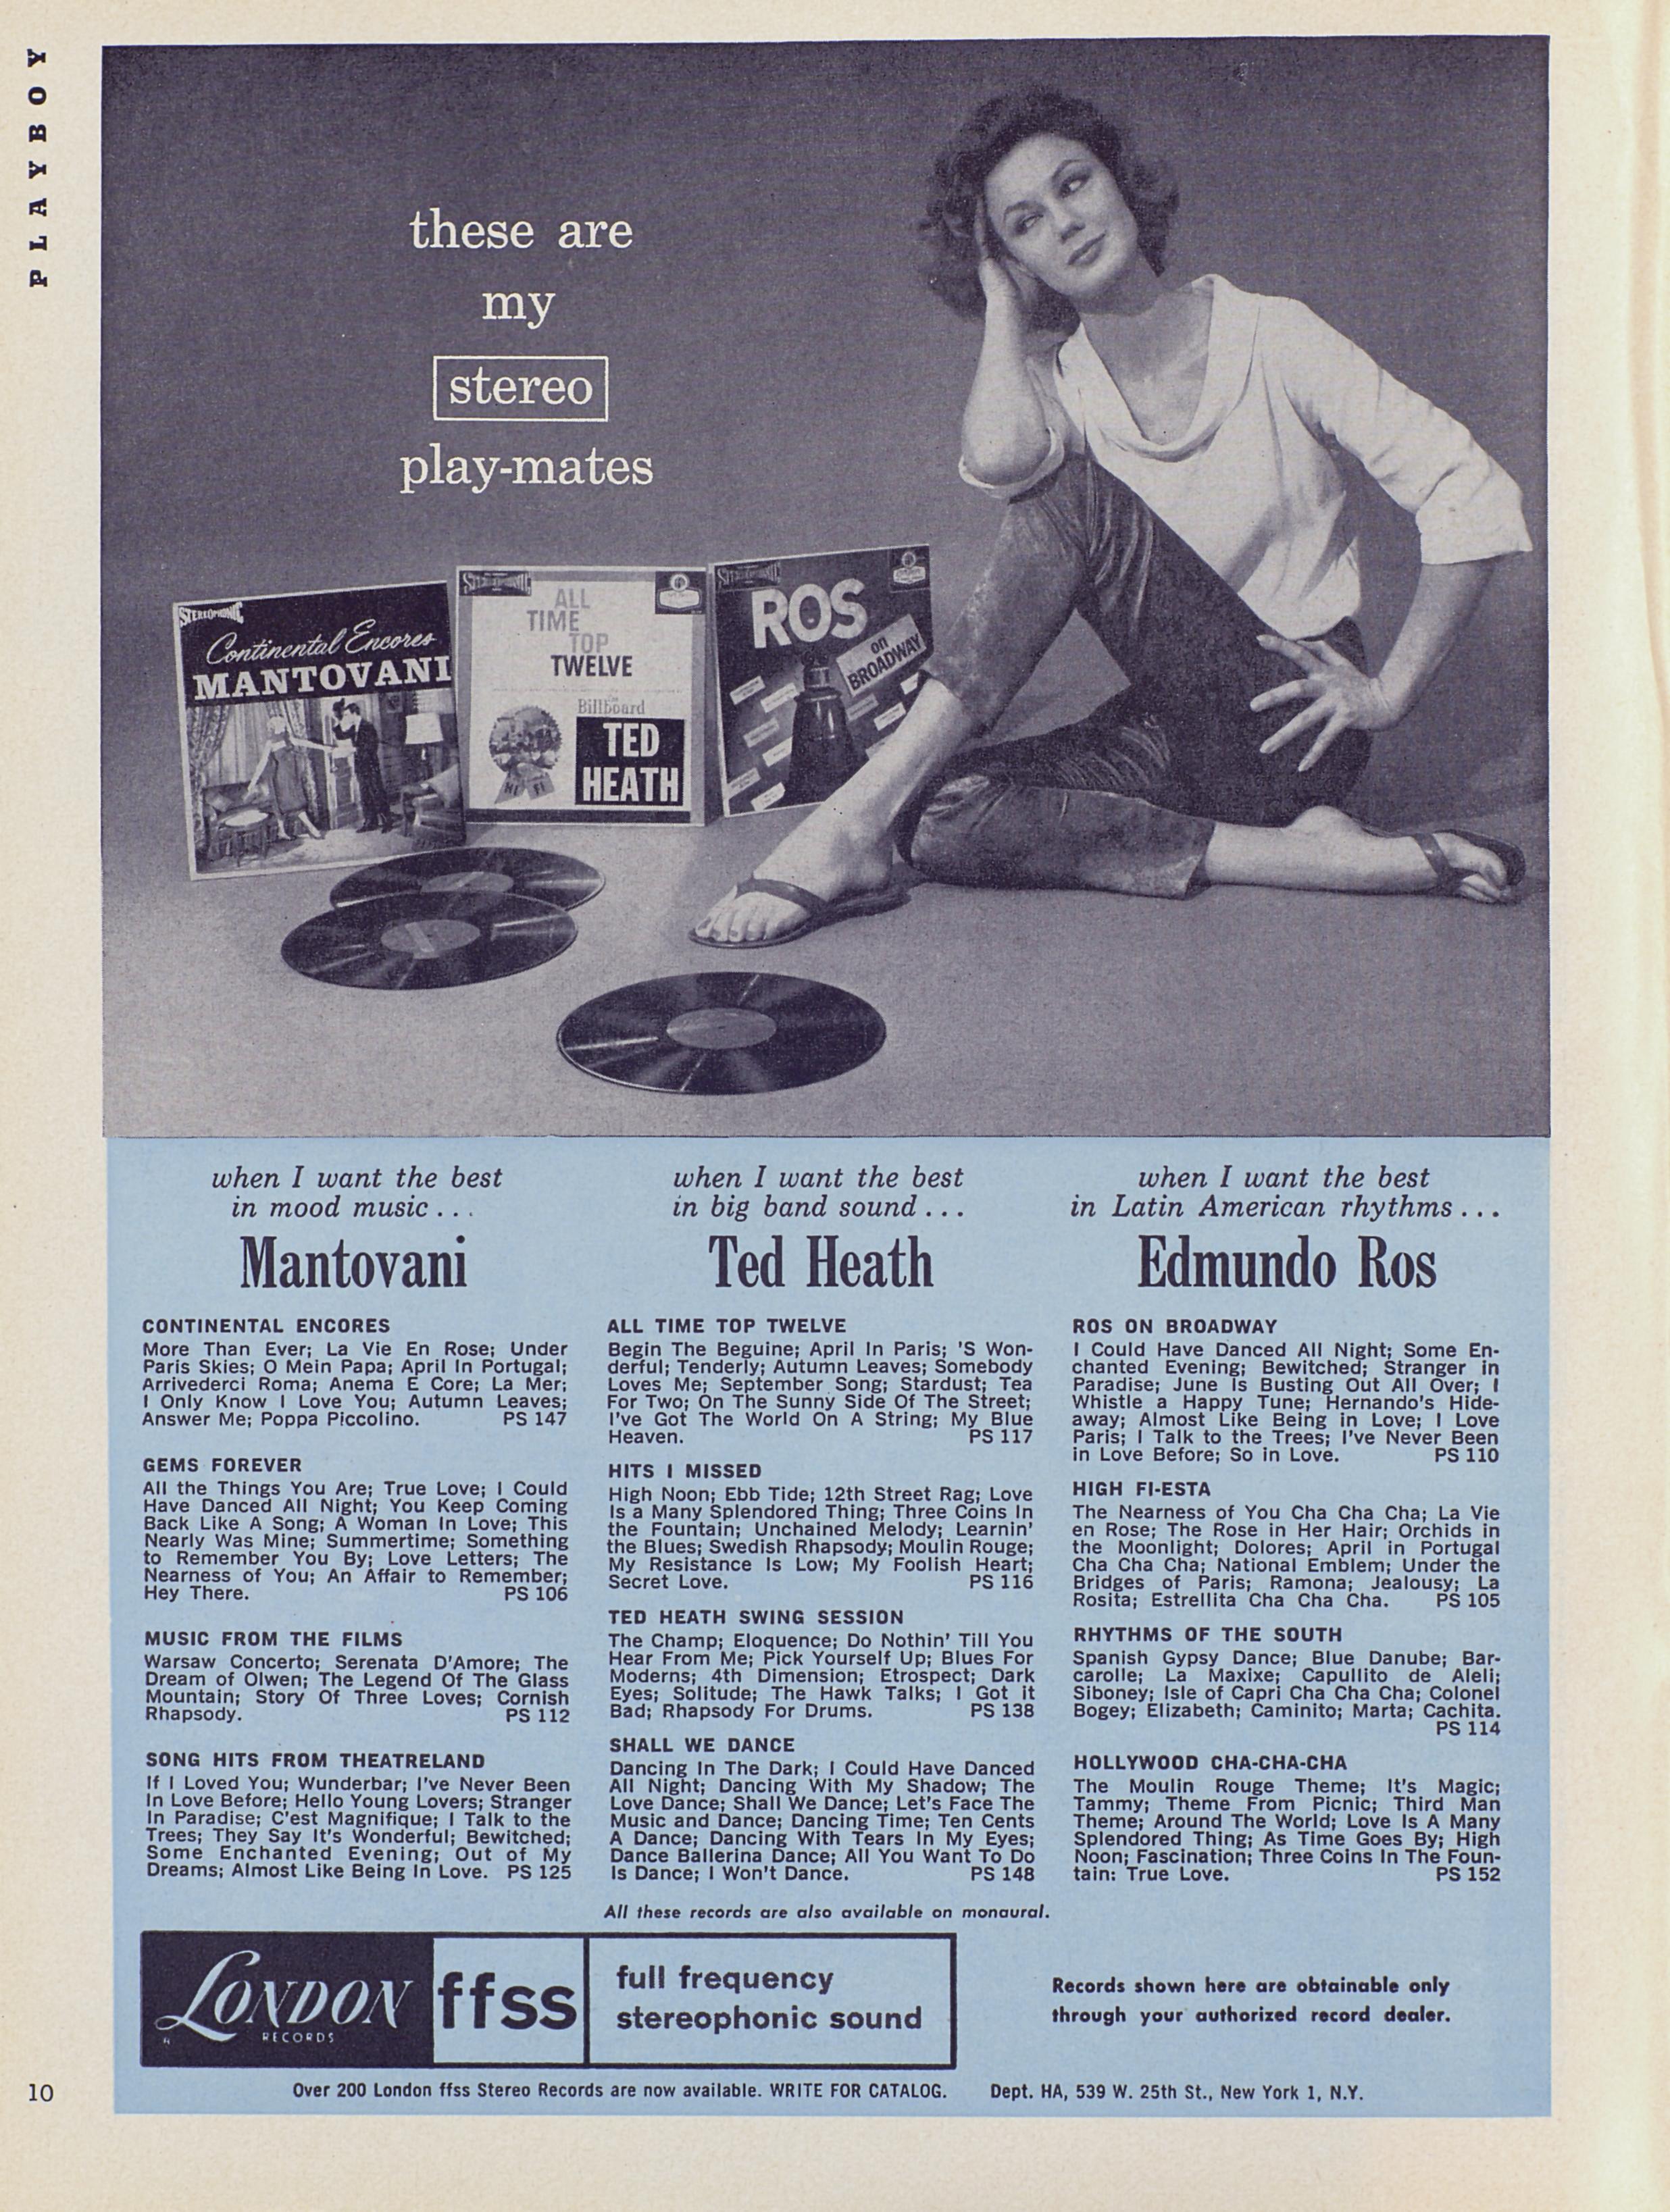 PLAYBOY
these are
my
stereo
play-mates
STEREOPHONIC
Continental Encores
MANTOVANI
STEREOPHONIC
ALL
TIME
TOP
TWELVE
Billboard
TED
HEATH
HI FI
STEREOPHONIC
ROS
on
BROADWAY
when I want the best
in mood music...
Mantovani
CONTINENTAL ENCORES
More Than Ever; La Vie En Rose; Under
Paris Skies; O Mein Papa; April In Portugal;
Arrivederci Roma; Anema E Core; La Mer;
I Only Know I Love You; Autumn Leaves;
Answer Me; Poppa Piccolino. PS 147
GEMS FOREVER
All the Things You Are; True Love; I Could
Have Danced All Night; You Keep Coming
Back Like A Song; A Woman In Love; This
Nearly Was Mine; Summertime; Something
to Remember You By; Love Letters; The
Nearness of You; An Affair to Remember;
Hey There. PS 106
MUSIC FROM THE FILMS
Warsaw Concerto; Serenata D'Amore; The
Dream of Olwen; The Legend Of The Glass
Mountain; Story Of Three Loves; Cornish
Rhapsody. PS 112
SONG HITS FROM THEATRELAND
If I Loved You; Wunderbar; I've Never Been
In Love Before; Hello Young Lovers; Stranger
In Paradise; C'est Magnifique; I Talk to the
Trees; They Say It's Wonderful; Bewitched;
Some Enchanted Evening; Out of My
Dreams; Almost Like Being In Love. PS 125
when I want the best
in big band sound...
Ted Heath
ALL TIME TOP TWELVE
Begin The Beguine; April In Paris; 'S Won-
derful; Tenderly; Autumn Leaves; Somebody
Loves Me; September Song; Stardust; Tea
For Two; On The Sunny Side Of The Street;
I've Got The World On A String; My Blue
Heaven. PS 117
HITS I MISSED
High Noon; Ebb Tide; 12th Street Rag; Love
Is a Many Splendored Thing; Three Coins In
the Fountain; Unchained Melody; Learnin'
the Blues; Swedish Rhapsody; Moulin Rouge;
My Resistance Is Low; My Foolish Heart;
Secret Love. PS 116
TED HEATH SWING SESSION
The Champ; Eloquence; Do Nothin' Till You
Hear From Me; Pick Yourself Up; Blues For
Moderns; 4th Dimension; Etrospect; Dark
Eyes; Solitude; The Hawk Talks; I Got it
Bad; Rhapsody For Drums. PS 138
SHALL WE DANCE
Dancing In The Dark; I Could Have Danced
All Night; Dancing With My Shadow; The
Love Dance; Shall We Dance; Let's Face The
Music and Dance; Dancing Time; Ten Cents
A Dance; Dancing With Tears In My Eyes;
Dance Ballerina Dance; All You Want To Do
Is Dance; I Won't Dance. PS 148
when I want the best
in Latin American rhythms...
Edmundo Ros
ROS ON BROADWAY
I Could Have Danced All Night; Some En-
chanted Evening; Bewitched; Stranger in
Paradise; June Is Busting Out All Over; I
Whistle a Happy Tune; Hernando's Hide-
away; Almost Like Being in Love; I Love
Paris; I Talk to the Trees; I've Never Been
in Love Before; So in Love. PS 110
HIGH FI-ESTA
The Nearness of You Cha Cha Cha; La Vie
en Rose; The Rose in Her Hair; Orchids in
the Moonlight; Dolores; April in Portugal
Cha Cha Cha; National Emblem; Under the
Bridges of Paris; Ramona; Jealousy; La
Rosita; Estrellita Cha Cha Cha. PS 105
RHYTHMS OF THE SOUTH
Spanish Gypsy Dance; Blue Danube; Bar-
carolle; La Maxixe; Capullito de Aleli;
Siboney; Isle of Capri Cha Cha Cha; Colonel
Bogey; Elizabeth; Caminito; Marta; Cachita.
PS 114
HOLLYWOOD CHA-CHA-CHA
The Moulin Rouge Theme; It's Magic;
Tammy; Theme From Picnic; Third Man
Theme; Around The World; Love Is A Many
Splendored Thing; As Time Goes By; High
Noon; Fascination; Three Coins In The Foun-
tain: True Love. PS 152
All these records are also available on monaural.
LONDON
RECORDS
ffss
full frequency
stereophonic sound
Records shown here are obtainable only
through your authorized record dealer.
Over 200 London ffss Stereo Records are now available. WRITE FOR CATALOG. Dept. HA, 539 W. 25th St., New York 1, N.Y.
10